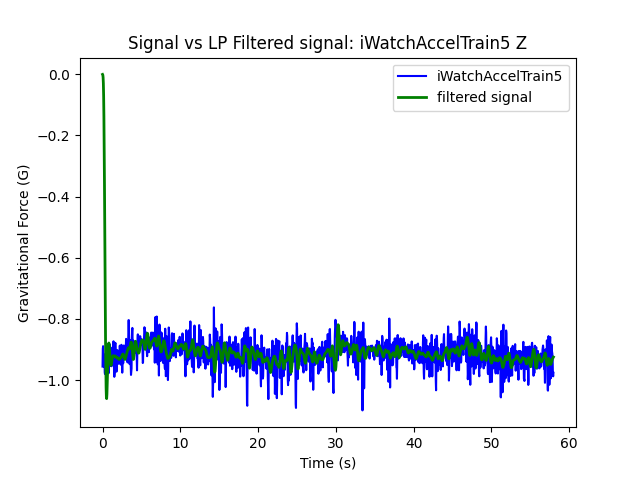 Signal vs LP Filtered signal: iWatchAccelTrain5 Z
iWatchAccelTrain5
filtered signal
Gravitational Force (G)
0.0
−0.2
−0.4
−0.6
−0.8
−1.0
0 10 20 30 40 50 60
Time (s)